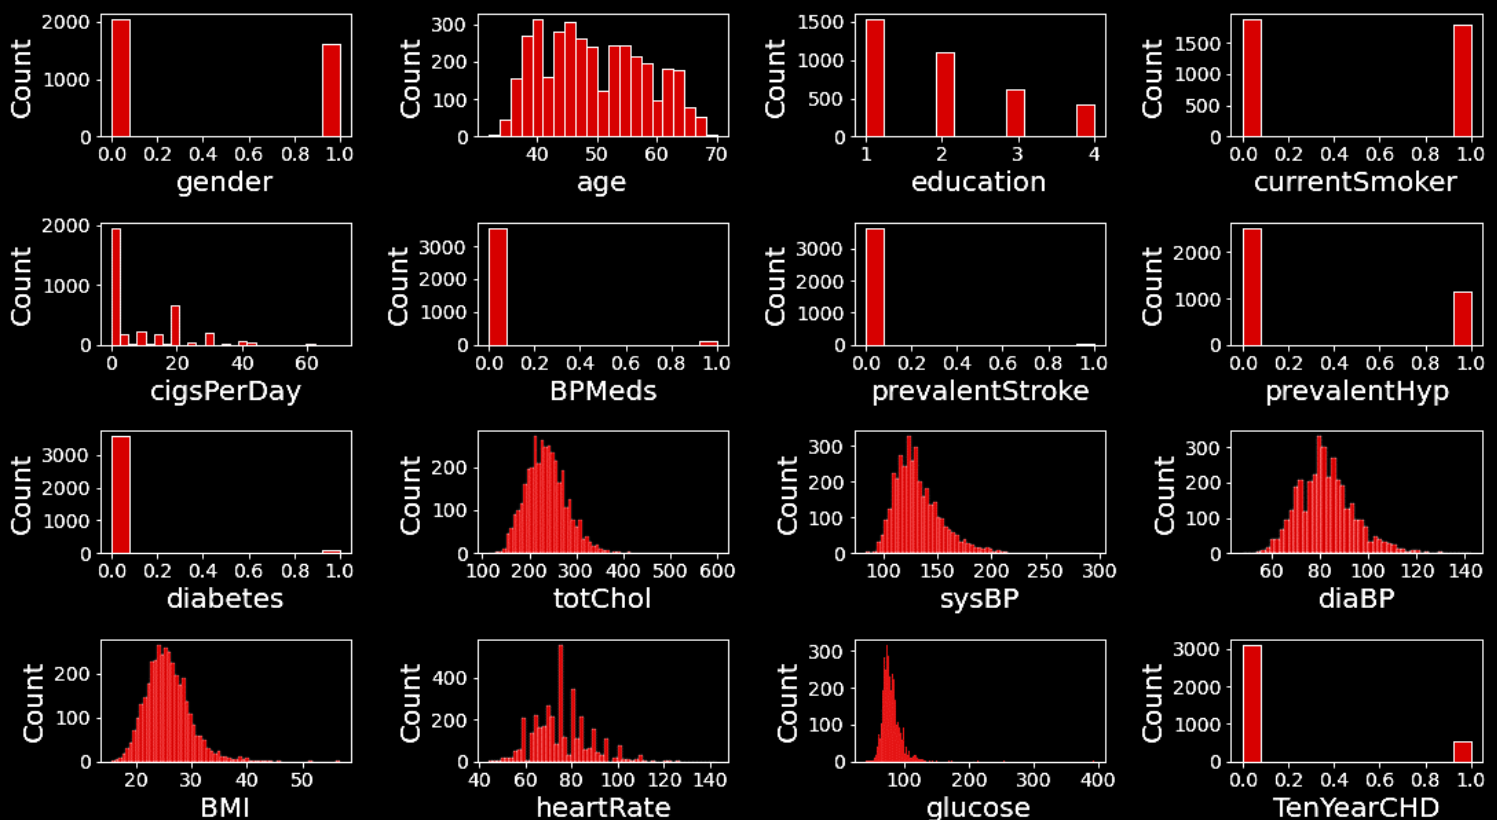 2000
1000
0
Count
0.0 0.2 0.4 0.6 0.8 1.0
gender
300
200
100
0
Count
40 50 60 70
age
1500
1000
500
0
Count
1 2 3 4
education
1500
1000
500
0
Count
0.0 0.2 0.4 0.6 0.8 1.0
currentSmoker
2000
1000
0
Count
0 20 40 60
cigsPerDay
3000
2000
1000
0
Count
0.0 0.2 0.4 0.6 0.8 1.0
BPMeds
3000
2000
1000
0
Count
0.0 0.2 0.4 0.6 0.8 1.0
prevalentStroke
2000
1000
0
Count
0.0 0.2 0.4 0.6 0.8 1.0
prevalentHyp
3000
2000
1000
0
Count
0.0 0.2 0.4 0.6 0.8 1.0
diabetes
200
0
Count
100 200 300 400 500 600
totChol
300
200
100
0
Count
100 150 200 250 300
sysBP
300
200
100
0
Count
60 80 100 120 140
diaBP
200
100
0
Count
20 30 40 50
BMI
400
200
0
Count
40 60 80 100 120 140
heartRate
300
200
100
0
Count
100 200 300 400
glucose
3000
2000
1000
0
Count
0.0 0.2 0.4 0.6 0.8 1.0
TenYearCHD